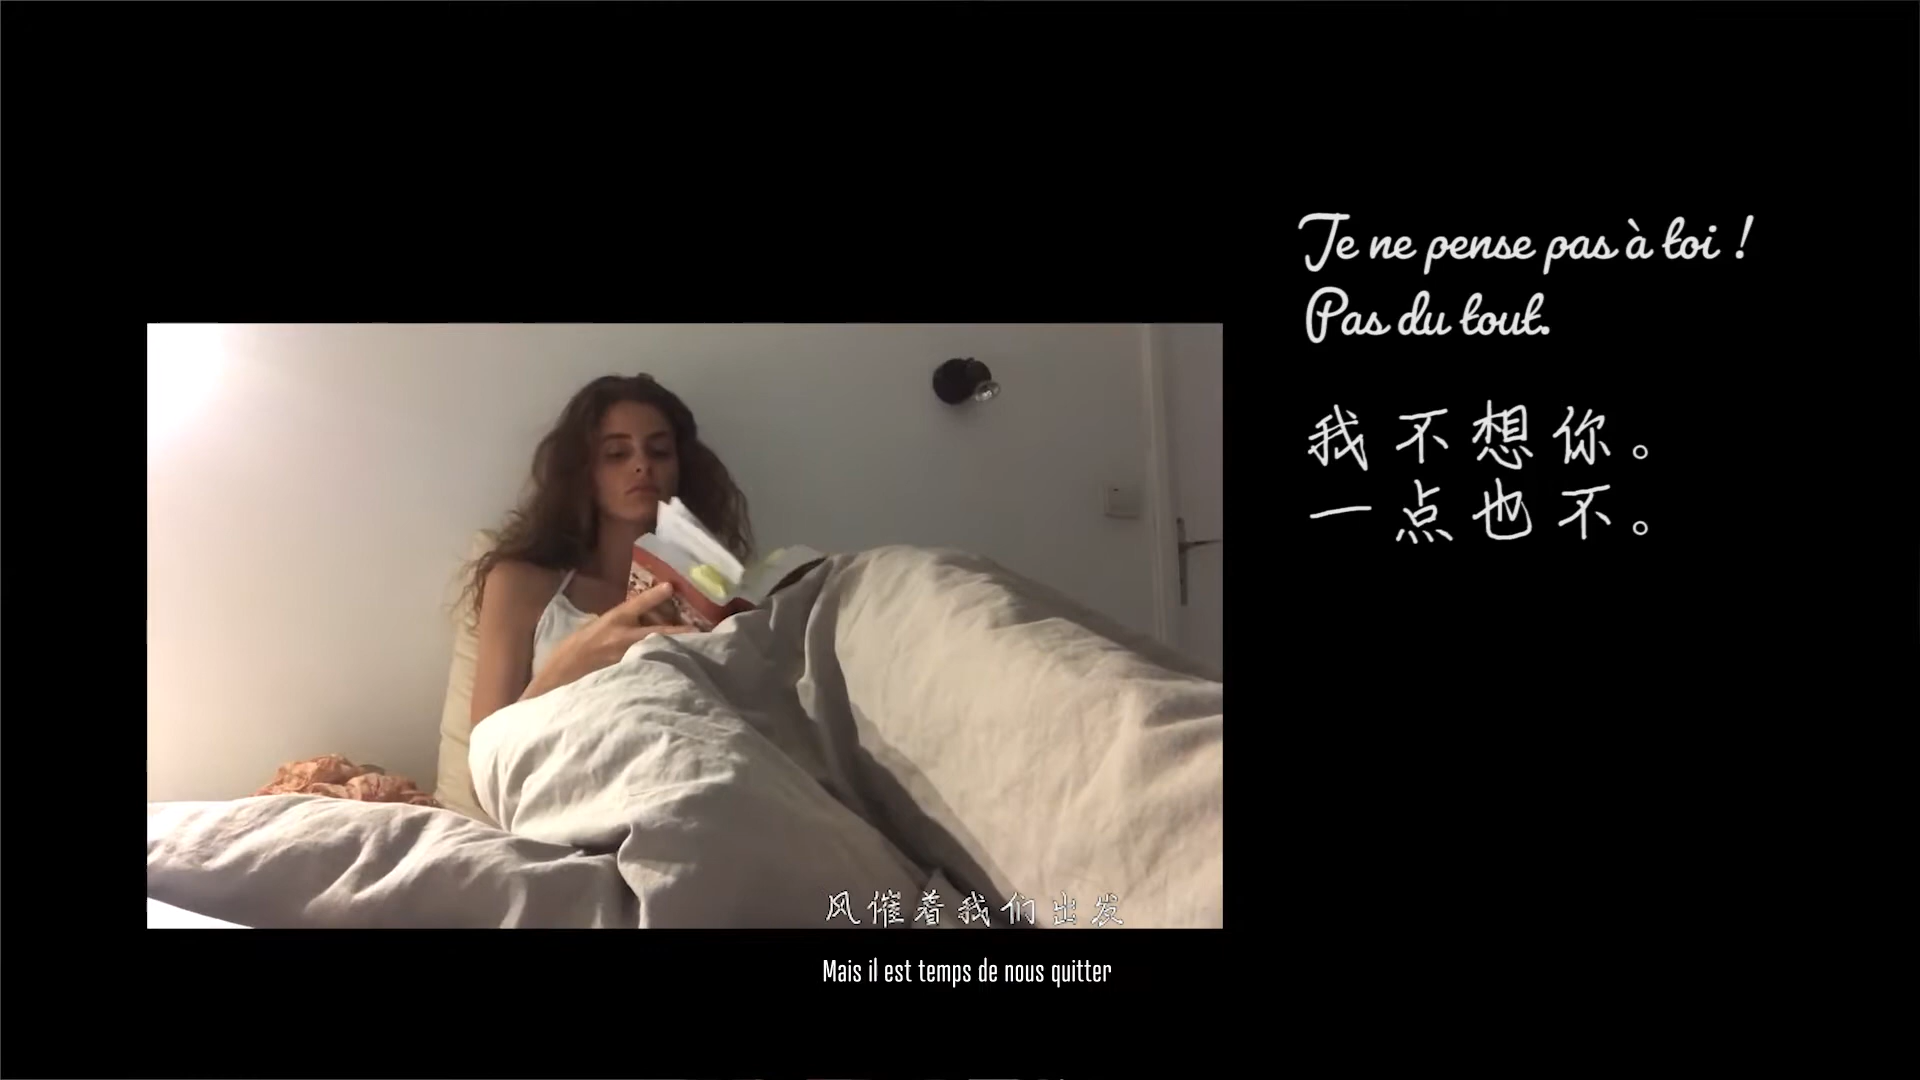 Je ne pense pas à toi !
Pas du tout.
我不想你。
一点也不。
风催着我们出发
Mais il est temps de nous quitter